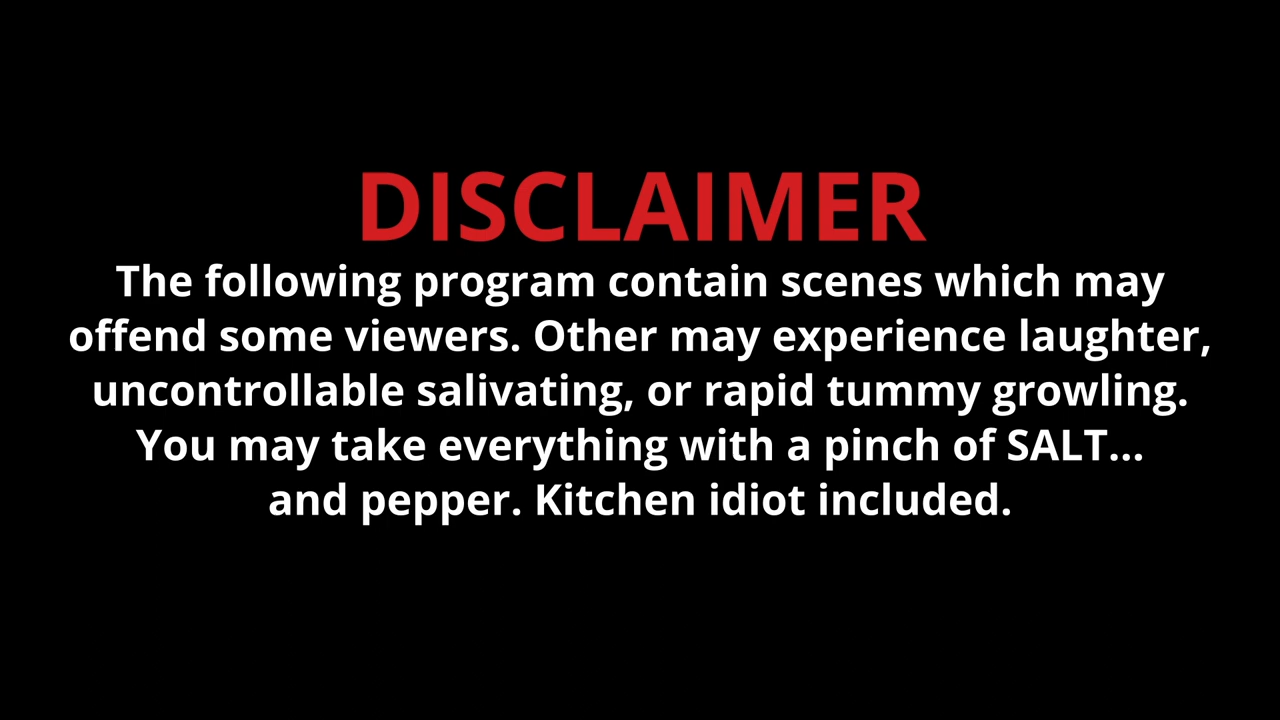 DISCLAIMER
The following program contain scenes which may
offend some viewers. Other may experience laughter,
uncontrollable salivating, or rapid tummy growling.
You may take everything with a pinch of SALT...
and pepper. Kitchen idiot included.